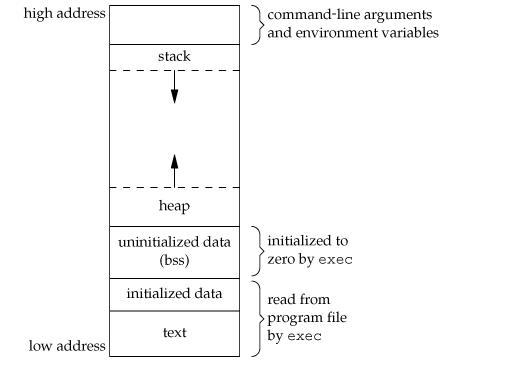 high address
command-line arguments
and environment variables
stack
heap
uninitialized data
(bss)
initialized to
zero by exec
initialized data
read from
program file
by exec
text
low address